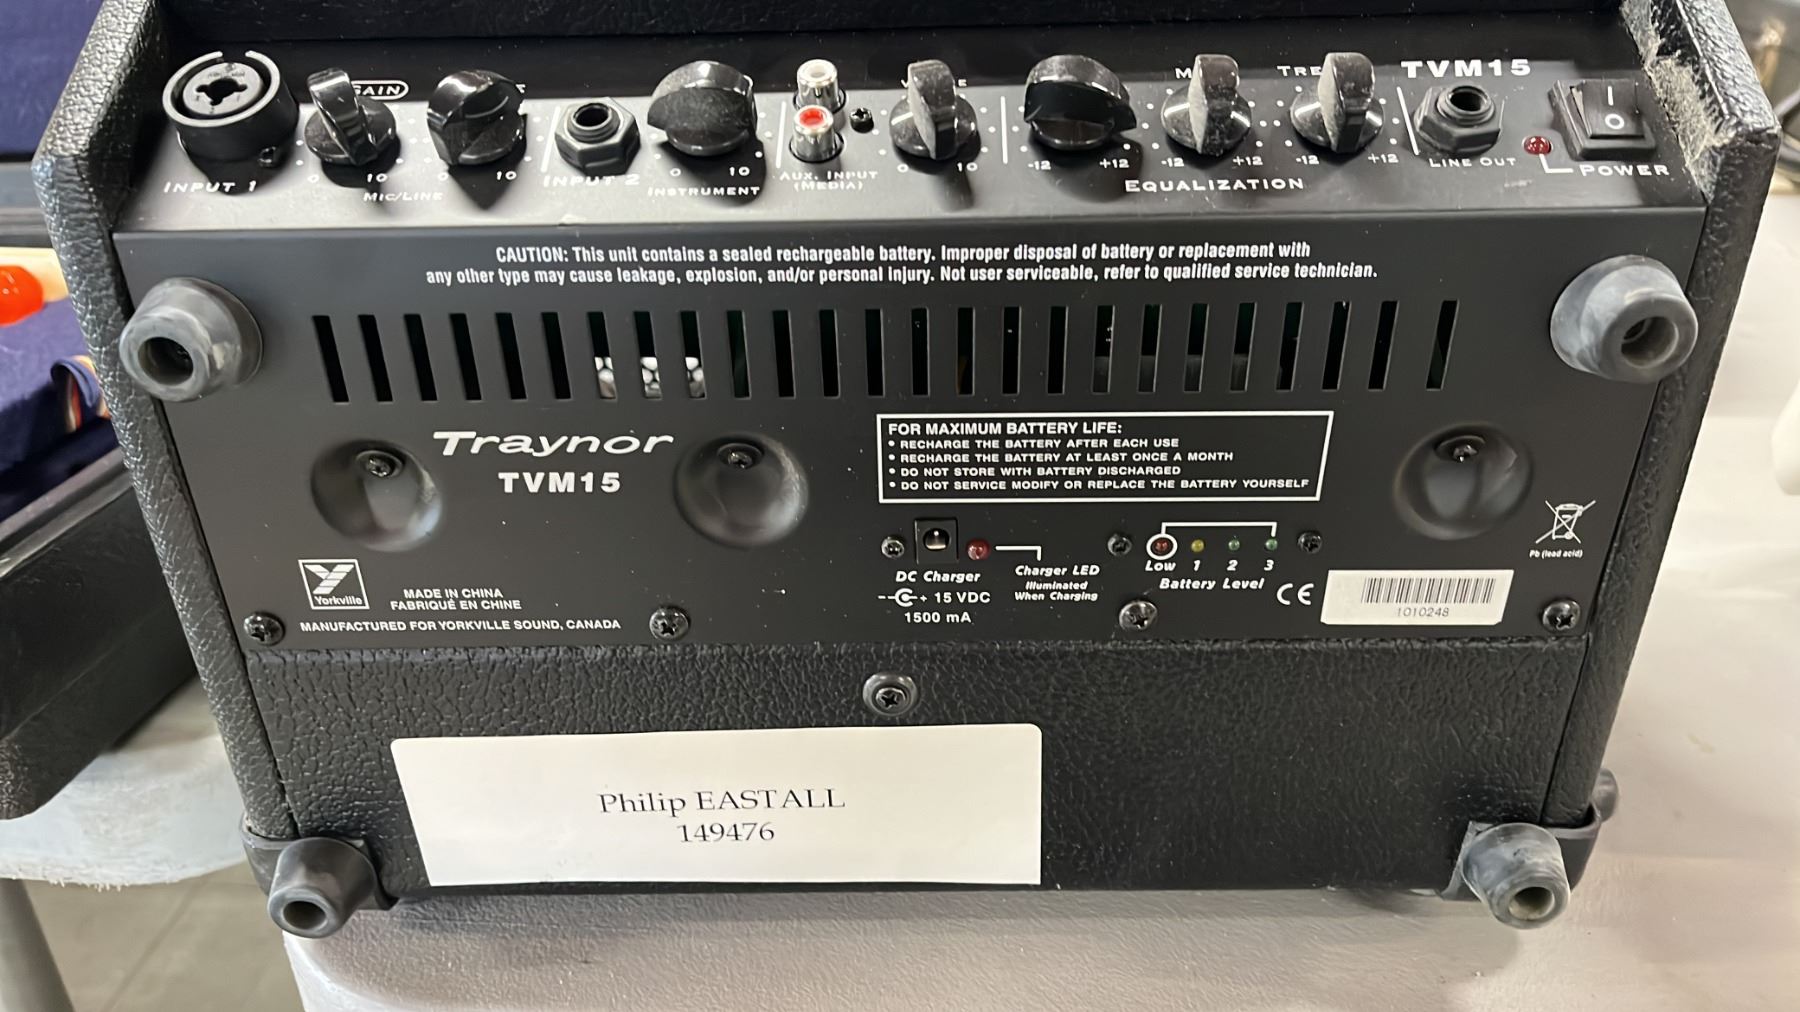 GAIN
TVM15
I
O
0 10
0 10
0 10
0 10
-12 +12
-12 +12
-12 +12
INPUT 1
MIC/LINE
INPUT 2
INSTRUMENT
AUX. INPUT
(MEDIA)
EQUALIZATION
LINE OUT
POWER
CAUTION: This unit contains a sealed rechargeable battery. Improper disposal of battery or replacement with
any other type may cause leakage, explosion, and/or personal injury. Not user serviceable, refer to qualified service technician.
Traynor
TVM15
FOR MAXIMUM BATTERY LIFE:
• RECHARGE THE BATTERY AFTER EACH USE
• RECHARGE THE BATTERY AT LEAST ONCE A MONTH
• DO NOT STORE WITH BATTERY DISCHARGED
• DO NOT SERVICE MODIFY OR REPLACE THE BATTERY YOURSELF
Pb (lead acid)
Yorkville
MADE IN CHINA
FABRIQUÉ EN CHINE
MANUFACTURED FOR YORKVILLE SOUND, CANADA
DC Charger
+ 15 VDC
1500 mA
Charger LED
Illuminated
When Charging
Low 1 2 3
Battery Level
CE
1010248
Philip EASTALL
149476